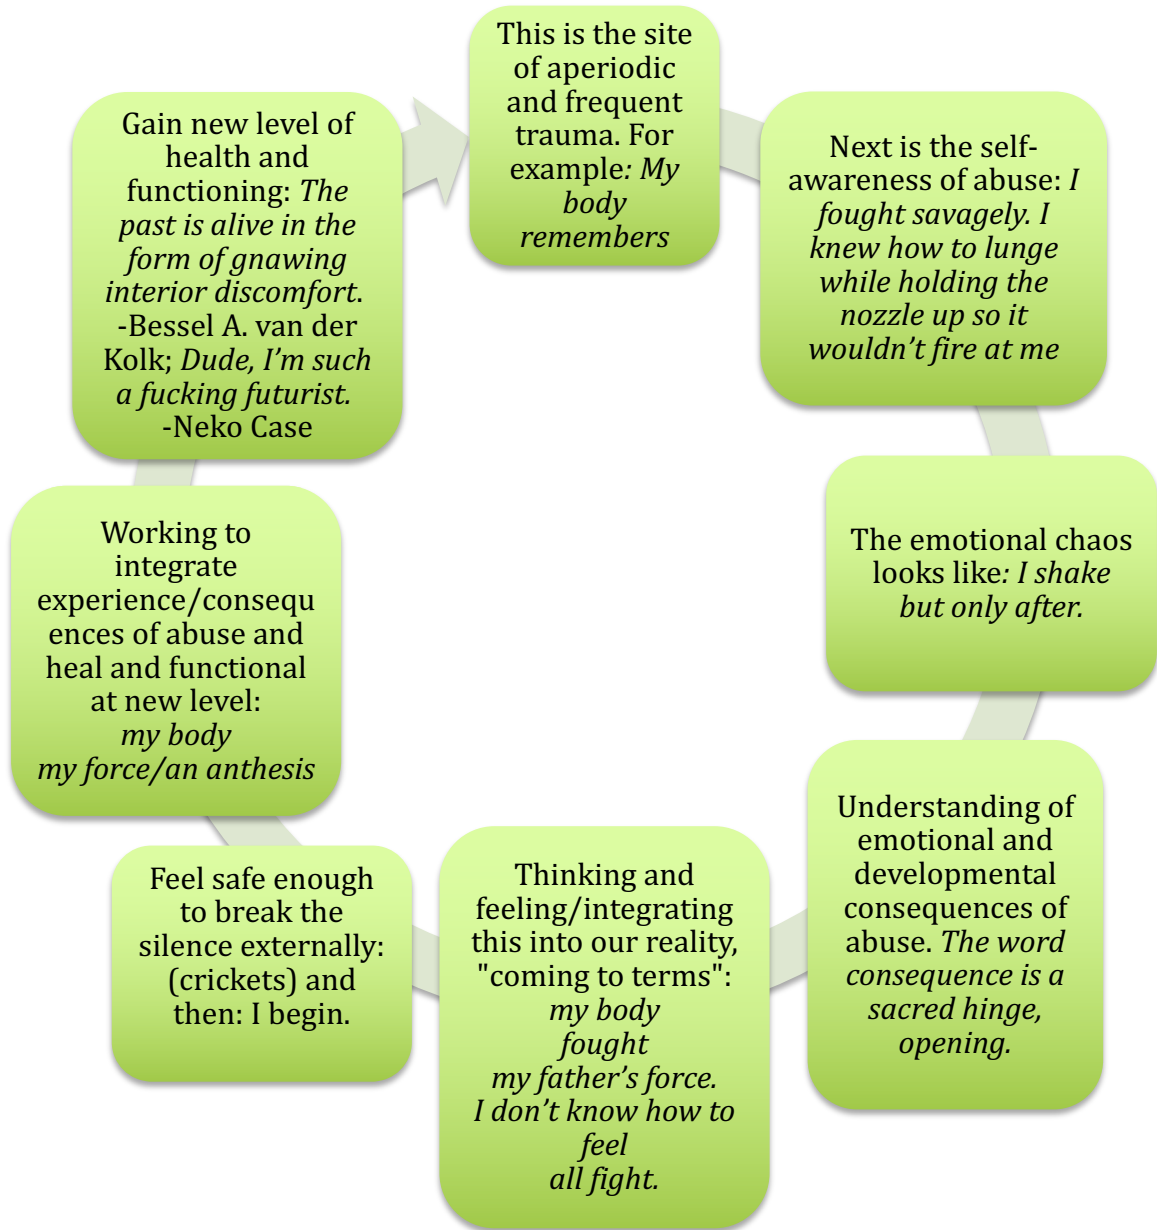 This is the site
of aperiodic
and frequent
trauma. For
example: My
body
remembers
Next is the self-
awareness of abuse: I
fought savagely. I
knew how to lunge
while holding the
nozzle up so it
wouldn’t fire at me
The emotional chaos
looks like: I shake
but only after.
Understanding of
emotional and
developmental
consequences of
abuse. The word
consequence is a
sacred hinge,
opening.
Thinking and
feeling/integrating
this into our reality,
"coming to terms":
my body
fought
my father’s force.
I don’t know how to
feel
all fight.
Feel safe enough
to break the
silence externally:
(crickets) and
then: I begin.
Working to
integrate
experience/consequ
ences of abuse and
heal and functional
at new level:
my body
my force/an anthesis
Gain new level of
health and
functioning: The
past is alive in the
form of gnawing
interior discomfort.
-Bessel A. van der
Kolk; Dude, I’m such
a fucking futurist.
-Neko Case